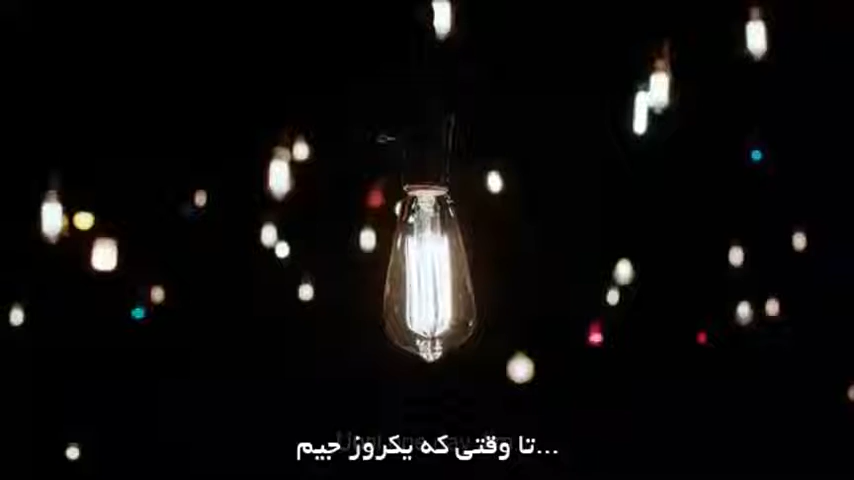 ...تا وقتی که یکروز جیم